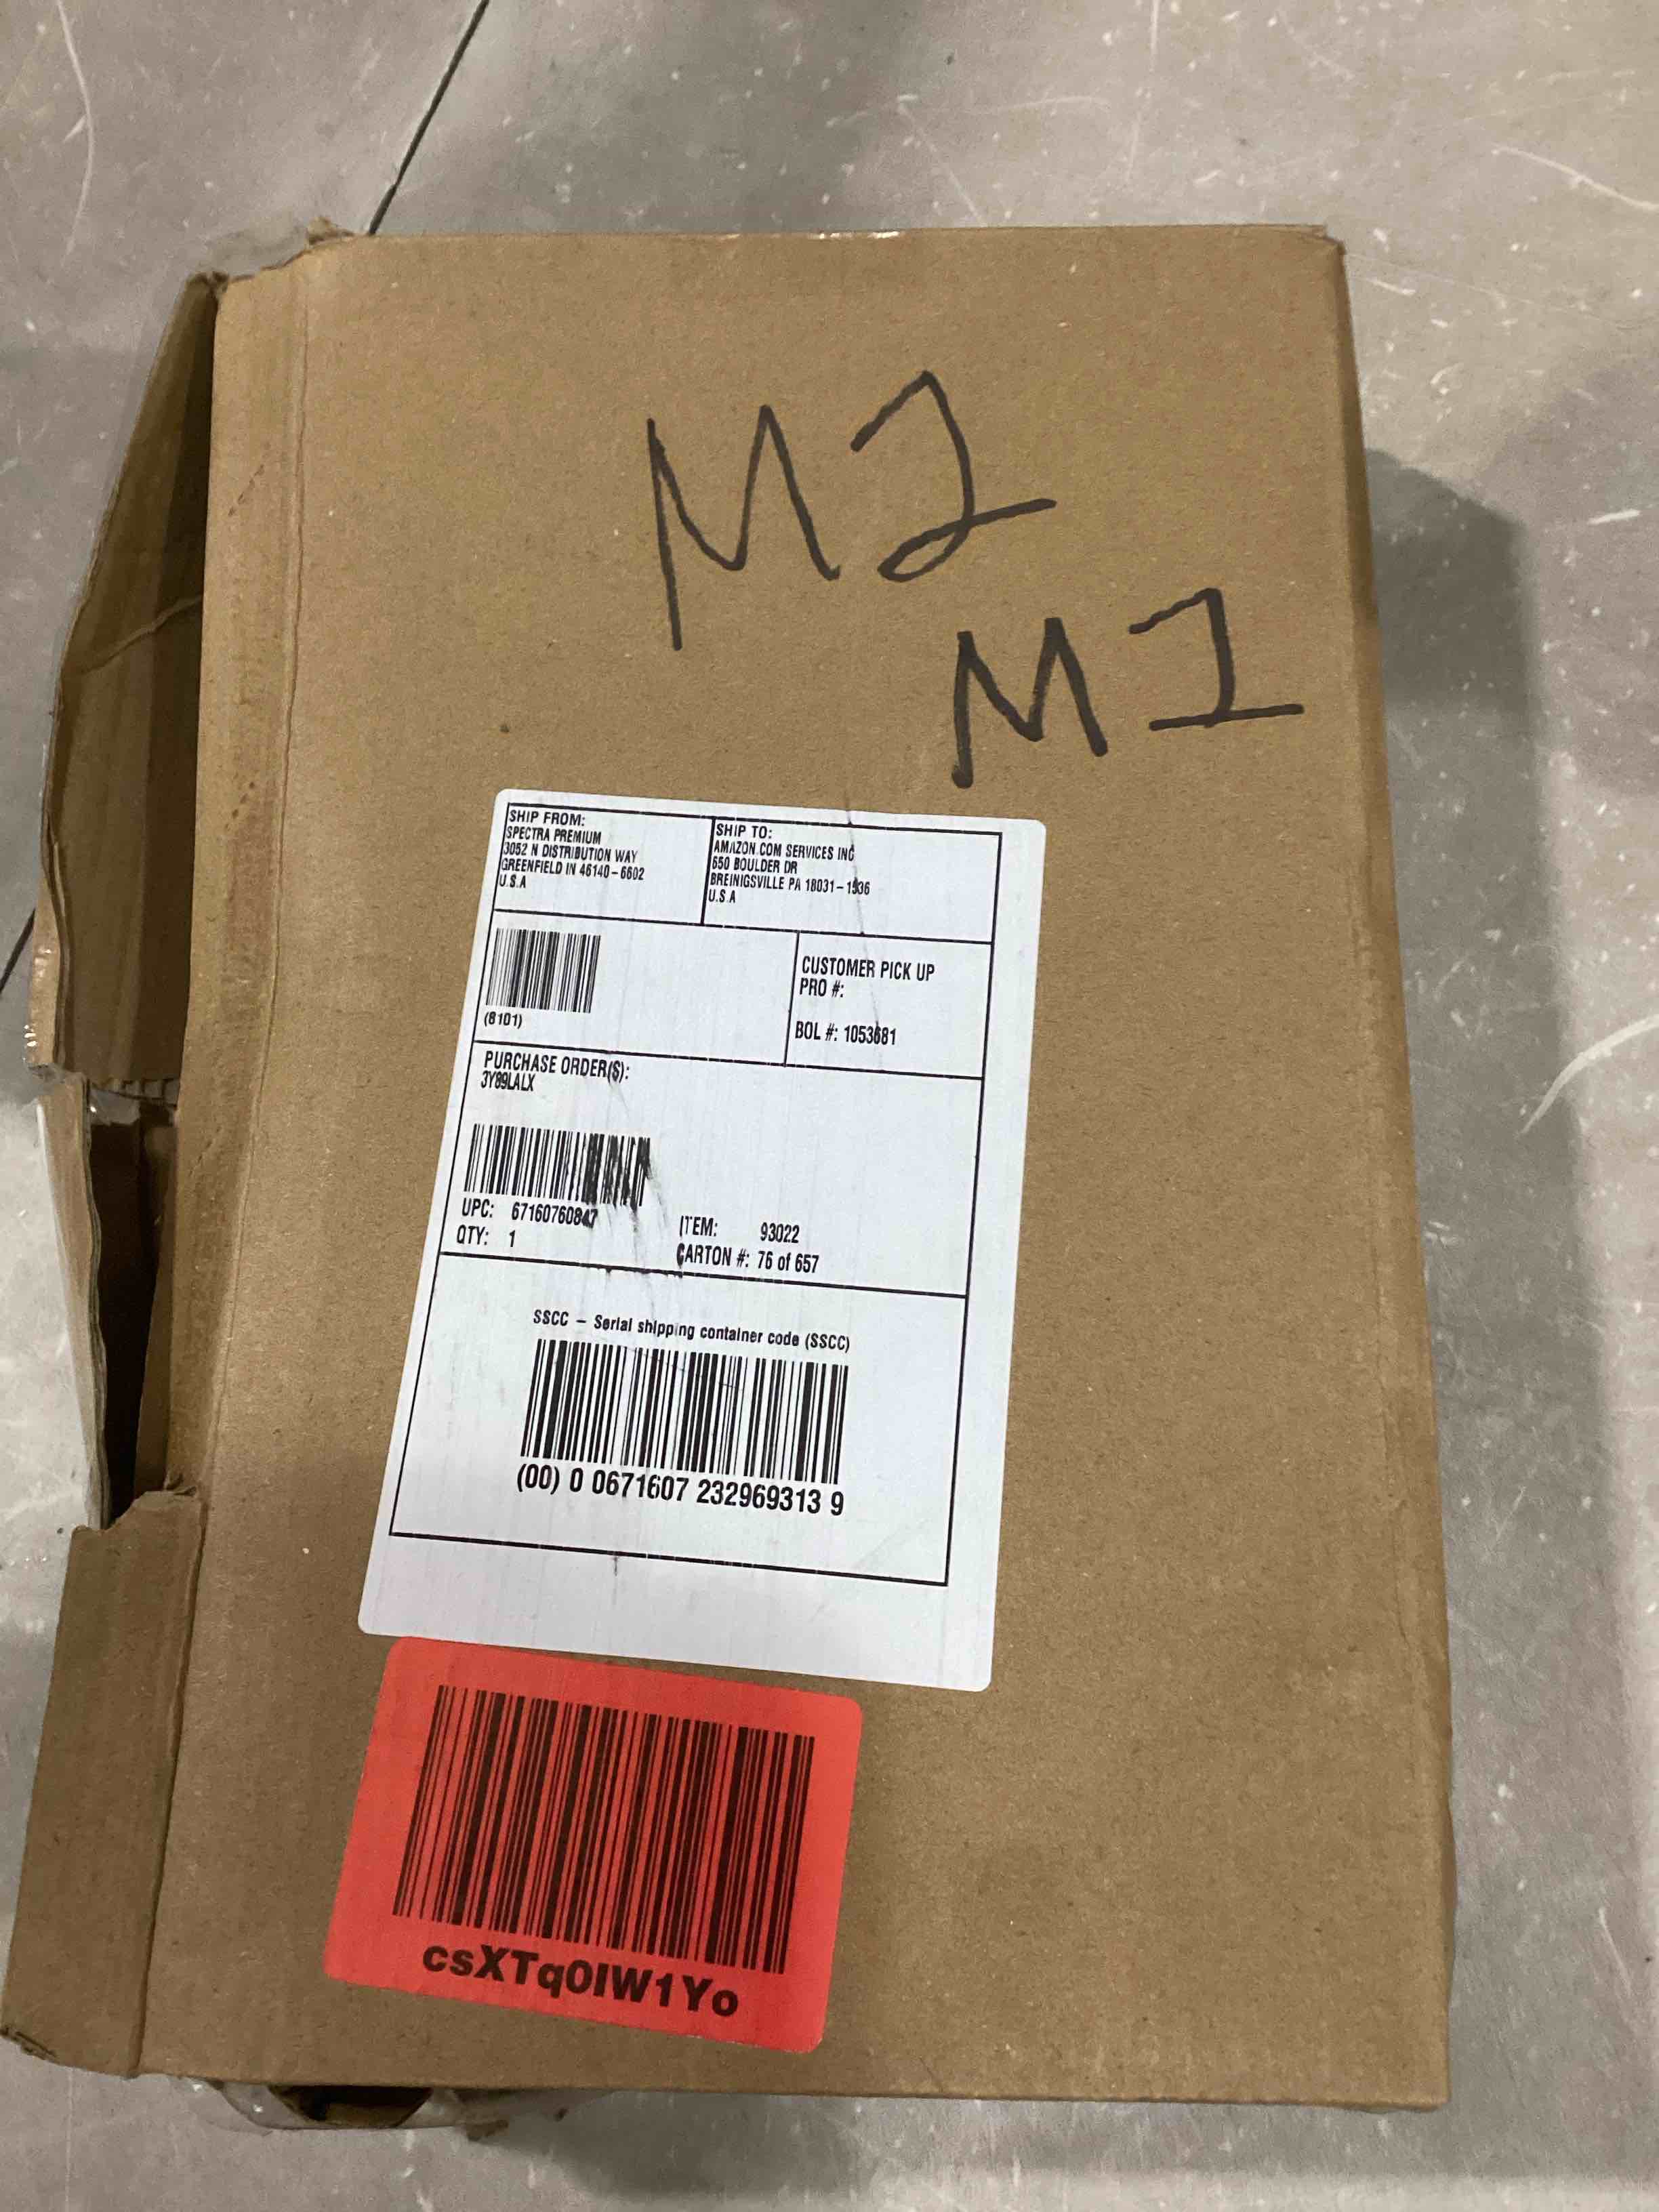 M2
M1
SHIP FROM:
SPECTRA PREMIUM
3052 N DISTRIBUTION WAY
GREENFIELD IN 46140-6602
U.S.A
SHIP TO:
AMAZON.COM SERVICES INC
650 BOULDER DR
BREINIGSVILLE PA 18031-1536
U.S.A
(8101)
CUSTOMER PICK UP
PRO #:
BOL #: 1053681
PURCHASE ORDER(S):
3Y89LALX
UPC: 67160760847
QTY: 1
ITEM: 93022
CARTON #: 76 of 657
SSCC – Serial shipping container code (SSCC)
(00) 0 0671607 232969313 9
csXTq0IW1Yo